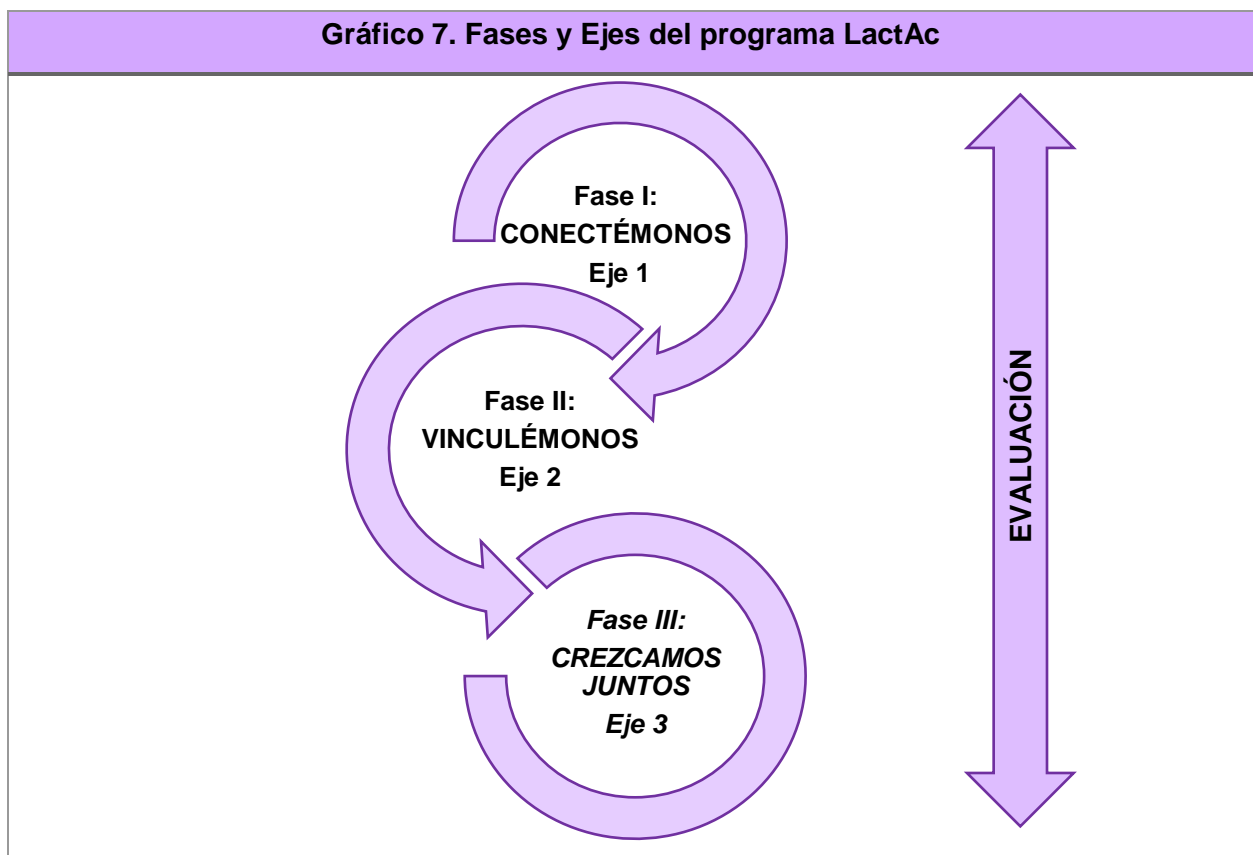 Gráfico 7. Fases y Ejes del programa LactAc
Fase I:
CONECTÉMONOS
Eje 1
Fase II:
VINCULÉMONOS
Eje 2
Fase III:
CREZCAMOS
JUNTOS
Eje 3
EVALUACIÓN